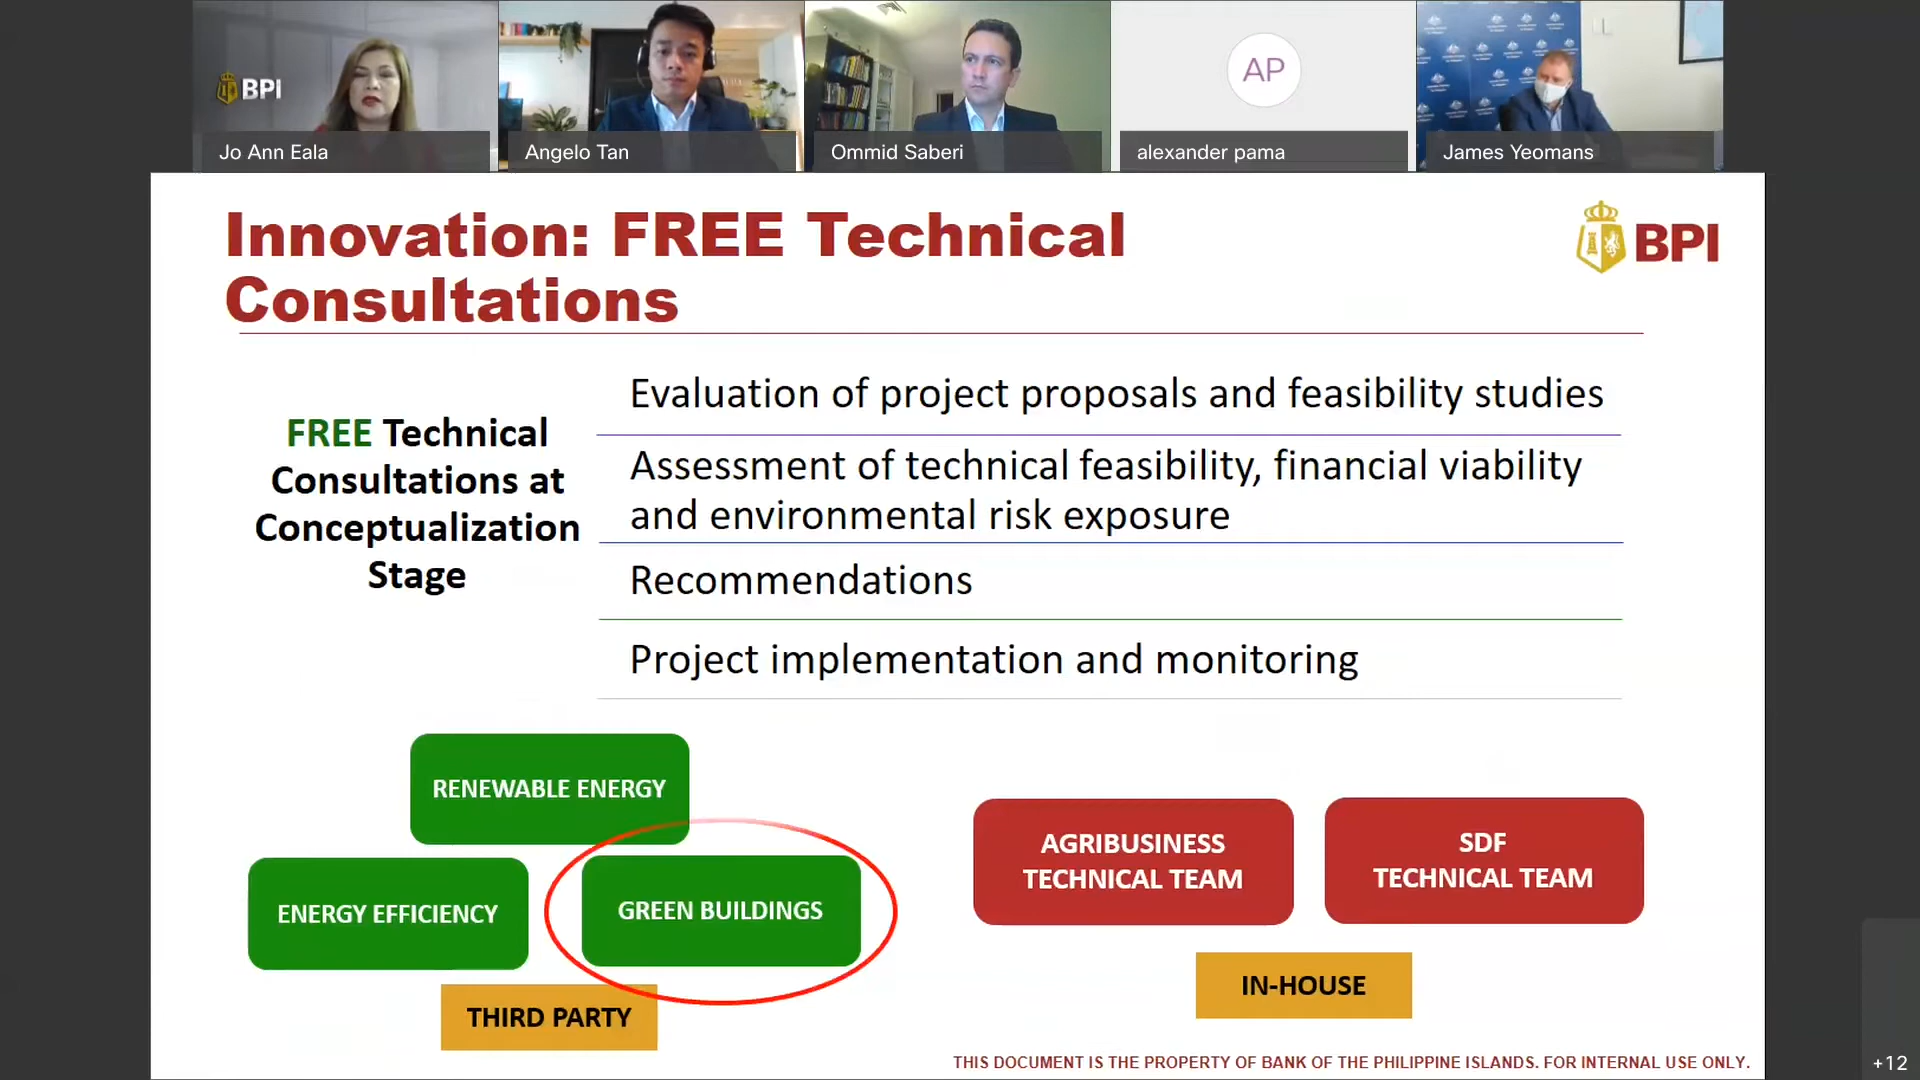 BPI
Jo Ann Eala
Angelo Tan
Ommid Saberi
AP
alexander pama
James Yeomans
Innovation: FREE Technical
Consultations
BPI
FREE Technical
Consultations at
Conceptualization
Stage
Evaluation of project proposals and feasibility studies
Assessment of technical feasibility, financial viability
and environmental risk exposure
Recommendations
Project implementation and monitoring
RENEWABLE ENERGY
ENERGY EFFICIENCY
GREEN BUILDINGS
THIRD PARTY
AGRIBUSINESS
TECHNICAL TEAM
SDF
TECHNICAL TEAM
IN-HOUSE
THIS DOCUMENT IS THE PROPERTY OF BANK OF THE PHILIPPINE ISLANDS. FOR INTERNAL USE ONLY.
+12